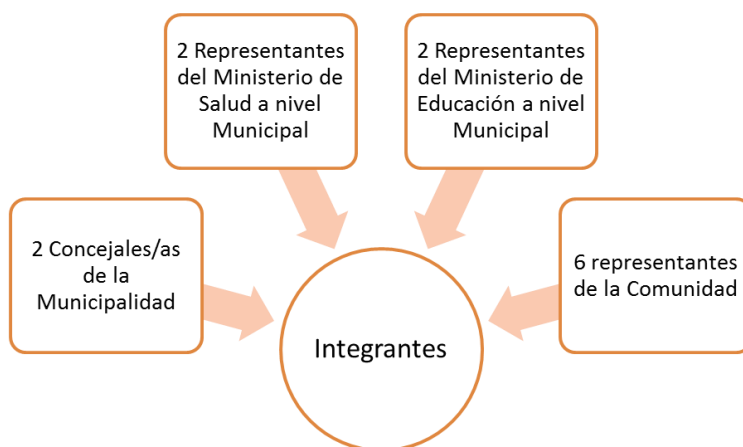 2 Representantes
del Ministerio de
Salud a nivel
Municipal
2 Representantes
del Ministerio de
Educación a nivel
Municipal
2 Concejales/as
de la
Municipalidad
6 representantes
de la Comunidad
Integrantes